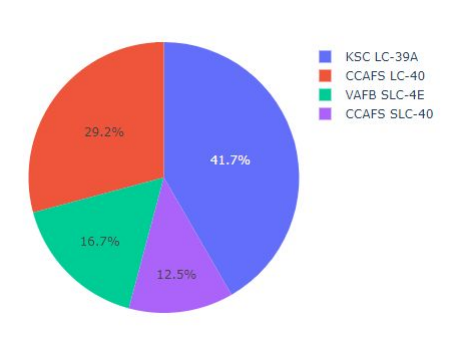 KSC LC-39A
CCAFS LC-40
VAFB SLC-4E
CCAFS SLC-40
29.2%
41.7%
16.7%
12.5%